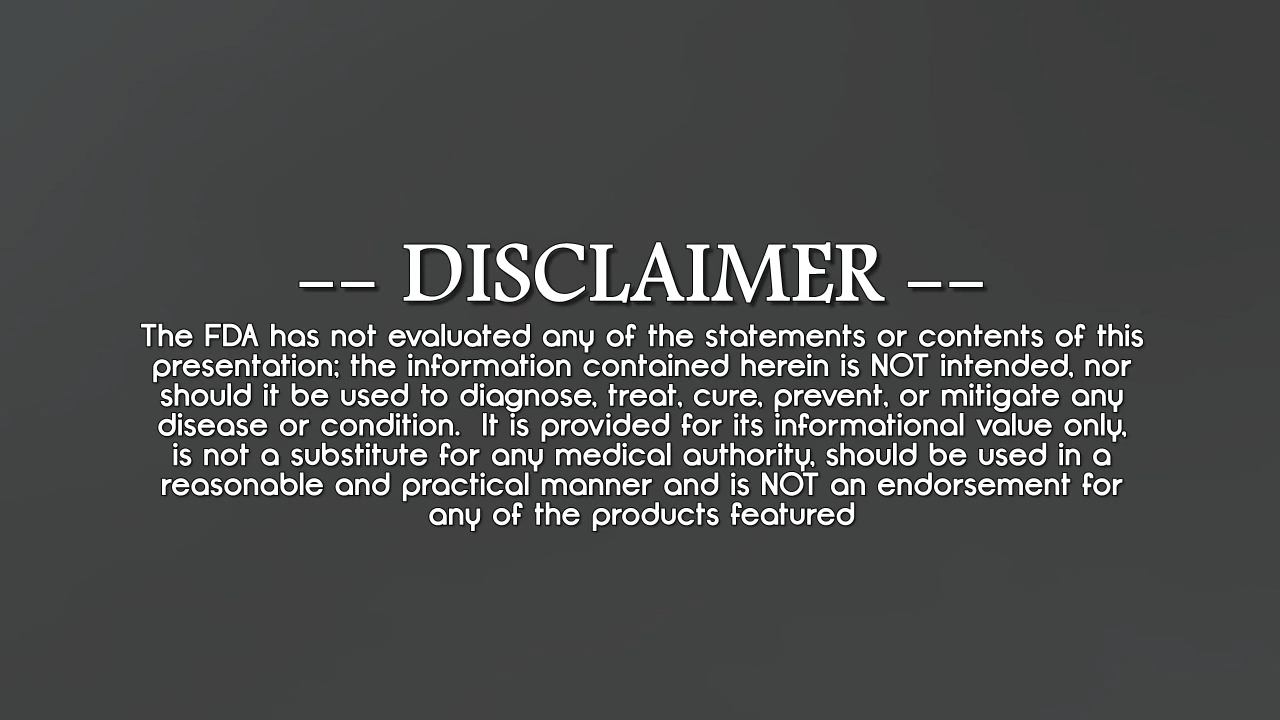 -- DISCLAIMER --
The FDA has not evaluated any of the statements or contents of this
presentation; the information contained herein is NOT intended, nor
should it be used to diagnose, treat, cure, prevent, or mitigate any
disease or condition.  It is provided for its informational value only,
is not a substitute for any medical authority, should be used in a
reasonable and practical manner and is NOT an endorsement for
any of the products featured